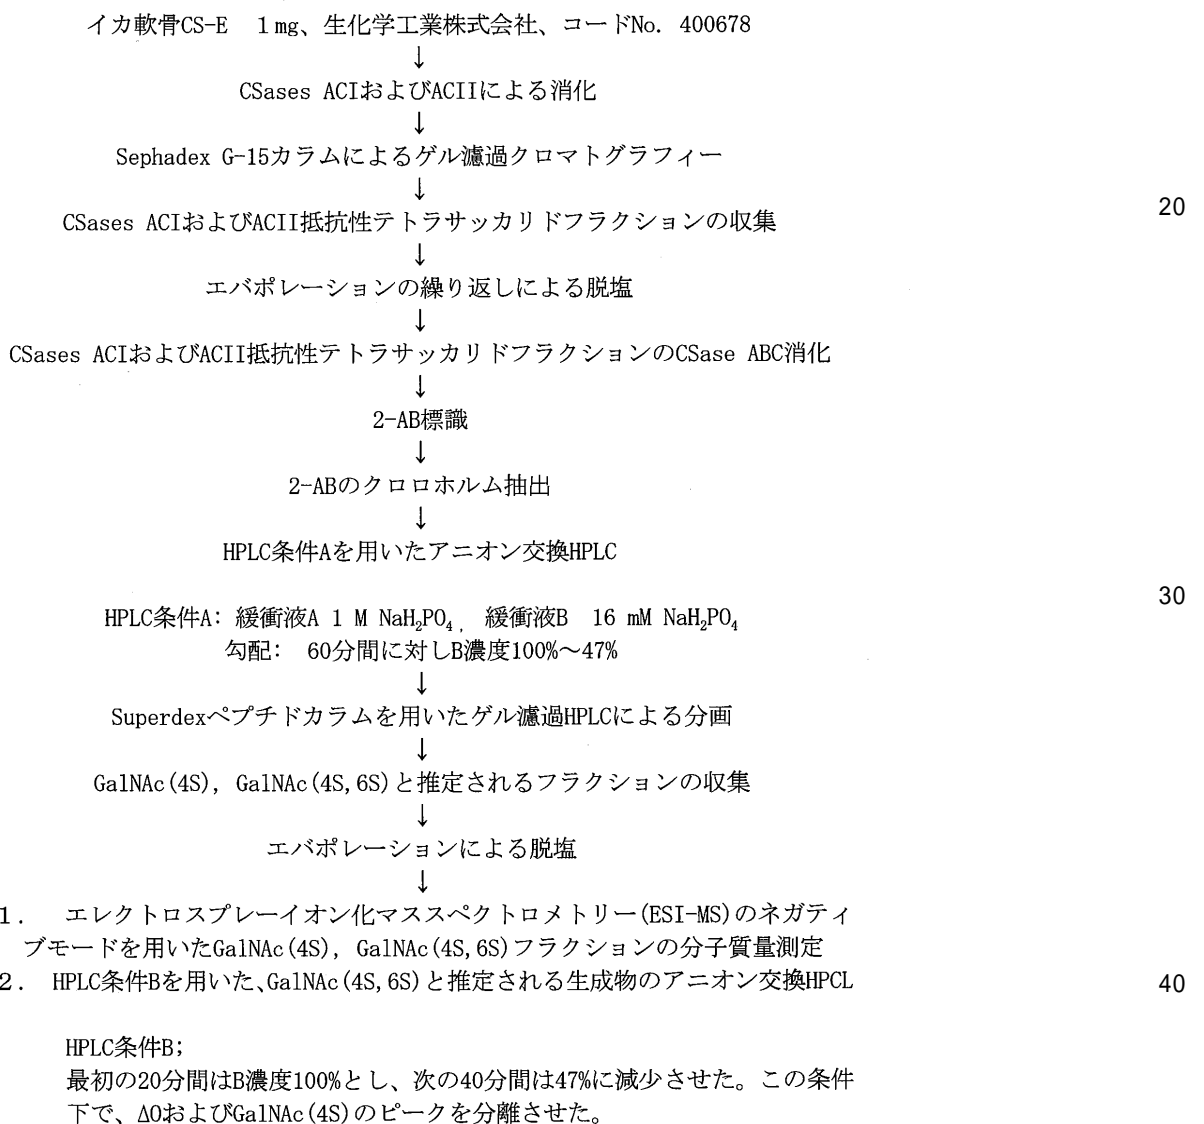 イカ軟骨CS-E　1mg、生化学工業株式会社、コードNo. 400678
↓
CSases ACIおよびACIIによる消化
↓
Sephadex G-15カラムによるゲル濾過クロマトグラフィー
↓
CSases ACIおよびACII抵抗性テトラサッカリドフラクションの収集
20
↓
エバポレーションの繰り返しによる脱塩
↓
CSases ACIおよびACII抵抗性テトラサッカリドフラクションのCSase ABC消化
↓
2-AB標識
↓
2-ABのクロロホルム抽出
↓
HPLC条件Aを用いたアニオン交換HPLC
30
HPLC条件A: 緩衝液A 1 M NaH₂PO₄, 緩衝液B 16 mM NaH₂PO₄
勾配:　60分間に対しB濃度100%～47%
↓
Superdexペプチドカラムを用いたゲル濾過HPLCによる分画
↓
GalNAc(4S), GalNAc(4S,6S)と推定されるフラクションの収集
↓
エバポレーションによる脱塩
↓
1.　エレクトロスプレーイオン化マススペクトロメトリー(ESI-MS)のネガティ
ブモードを用いたGalNAc(4S), GalNAc(4S,6S)フラクションの分子質量測定
2.　HPLC条件Bを用いた、GalNAc(4S,6S)と推定される生成物のアニオン交換HPCL
40
HPLC条件B;
最初の20分間はB濃度100%とし、次の40分間は47%に減少させた。この条件
下で、Δ0およびGalNAc(4S)のピークを分離させた。